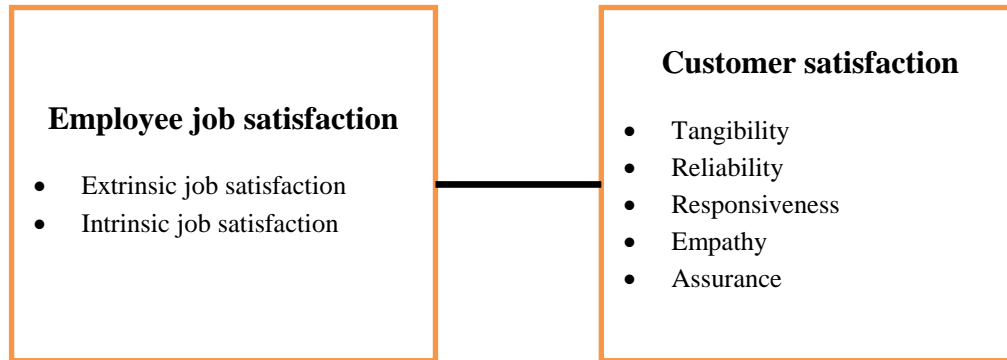 Employee job satisfaction
• Extrinsic job satisfaction
• Intrinsic job satisfaction
Customer satisfaction
• Tangibility
• Reliability
• Responsiveness
• Empathy
• Assurance